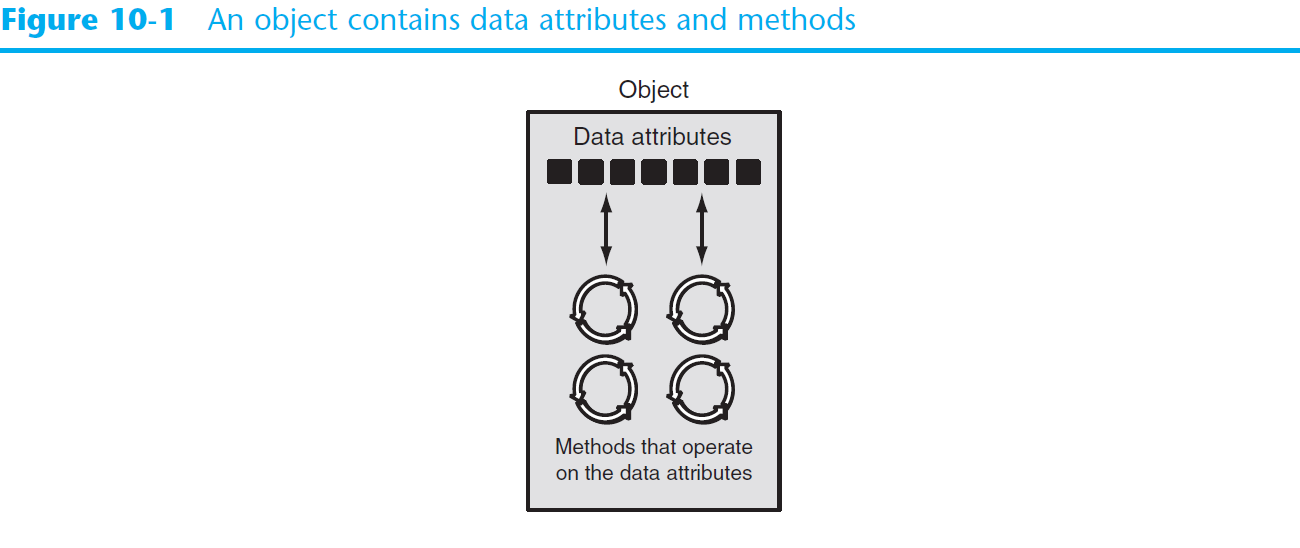 Figure 10-1 An object contains data attributes and methods
Object
Data attributes
Methods that operate
on the data attributes